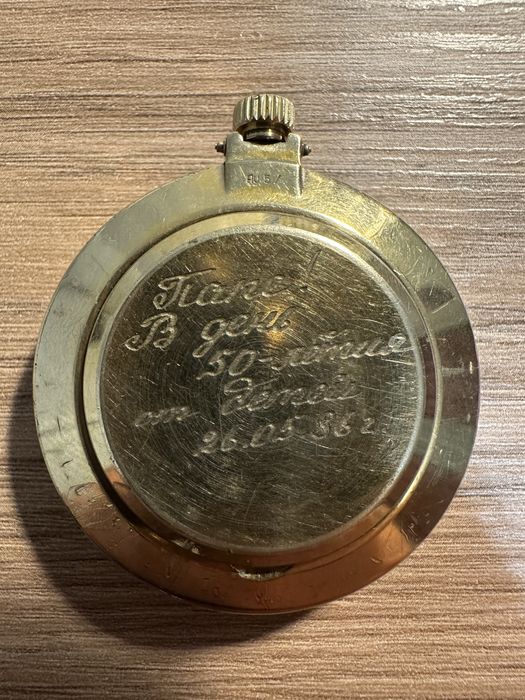 Папе!
В день
50-летия
от детей
26.05.86 г.